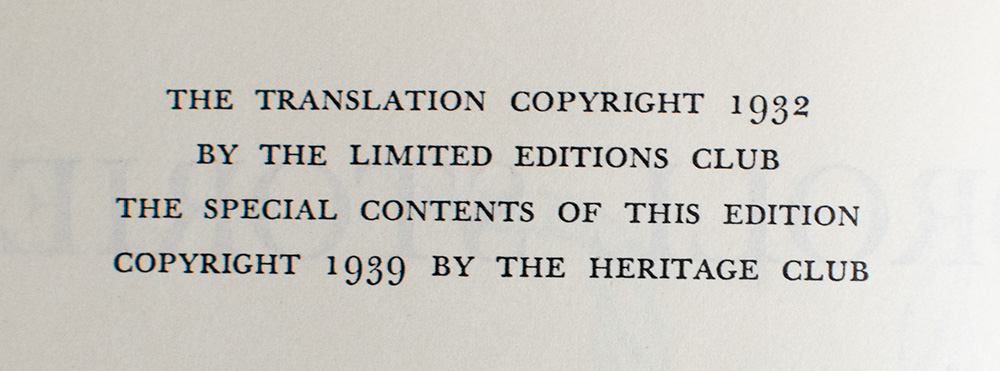 THE TRANSLATION COPYRIGHT 1932
BY THE LIMITED EDITIONS CLUB
THE SPECIAL CONTENTS OF THIS EDITION
COPYRIGHT 1939 BY THE HERITAGE CLUB